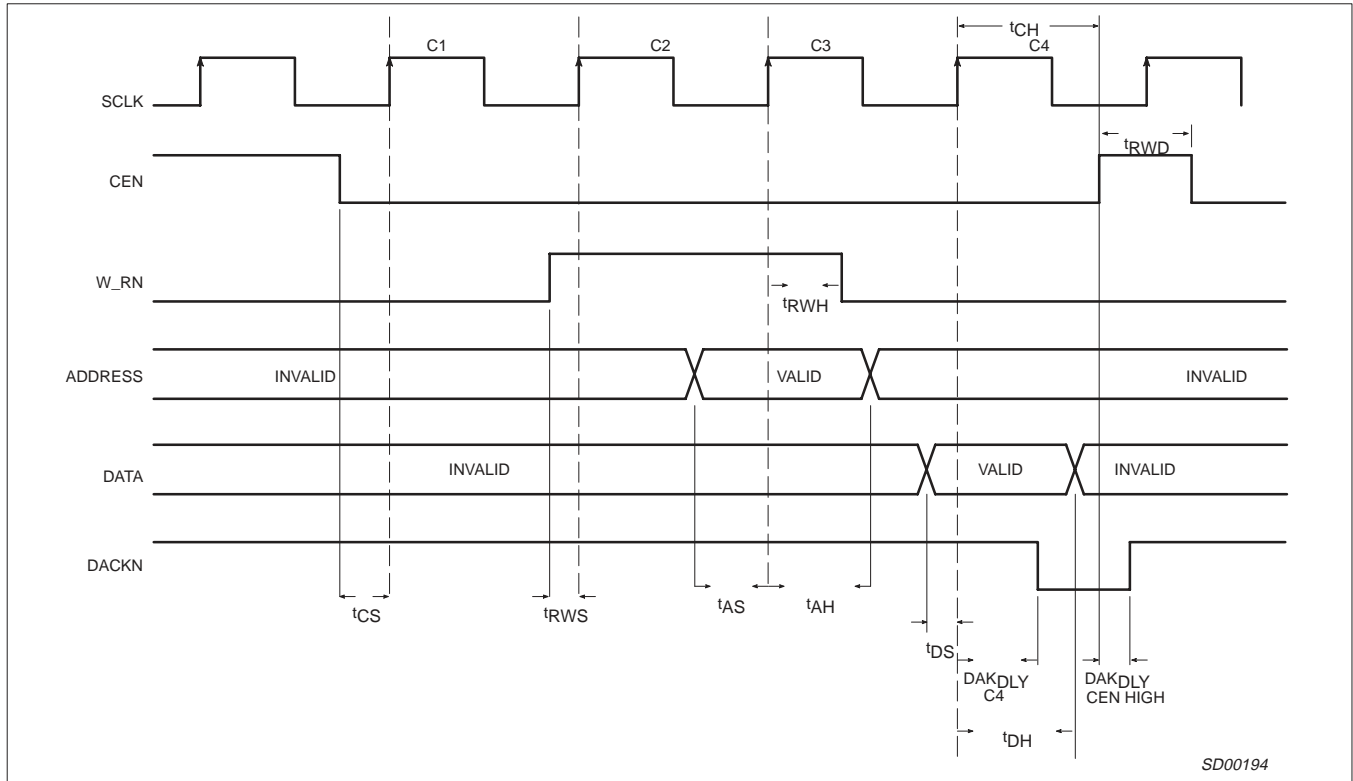 tCH
C1 C2 C3 C4
SCLK
tRWD
CEN
W_RN
tRWH
ADDRESS INVALID VALID INVALID
DATA INVALID VALID INVALID
DACKN
tCS tRWS tAS tAH
tDS
DAKDLY DAKDLY
C4 CEN HIGH
tDH
SD00194